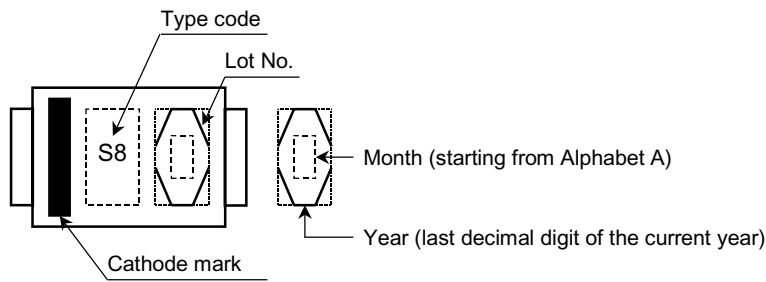 Type code
Lot No.
S8
Month (starting from Alphabet A)
Year (last decimal digit of the current year)
Cathode mark